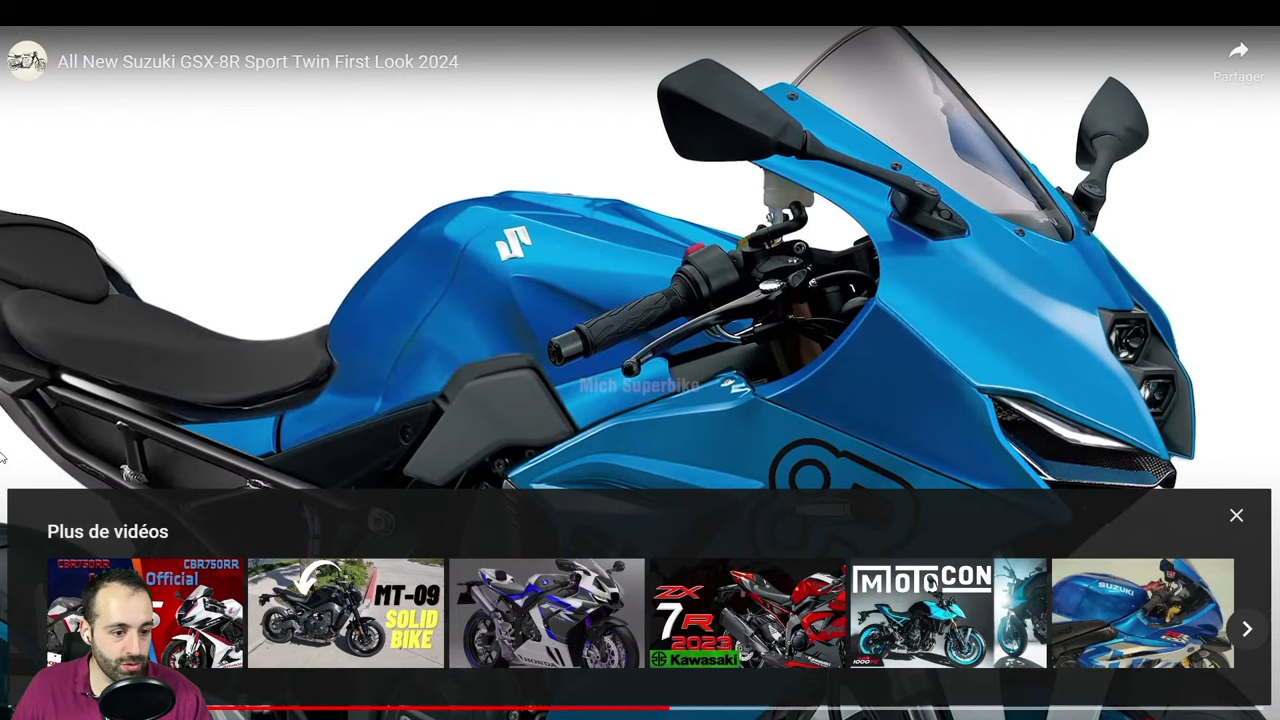 All New Suzuki GSX-8R Sport Twin First Look 2024
Partager
Mich Superbike
Plus de vidéos
CBR750RR
CBR750RR
Official
MT-09
SOLID
BIKE
HONDA
ZX
7R
2023
Kawasaki
MOTOCON
SUZUKI